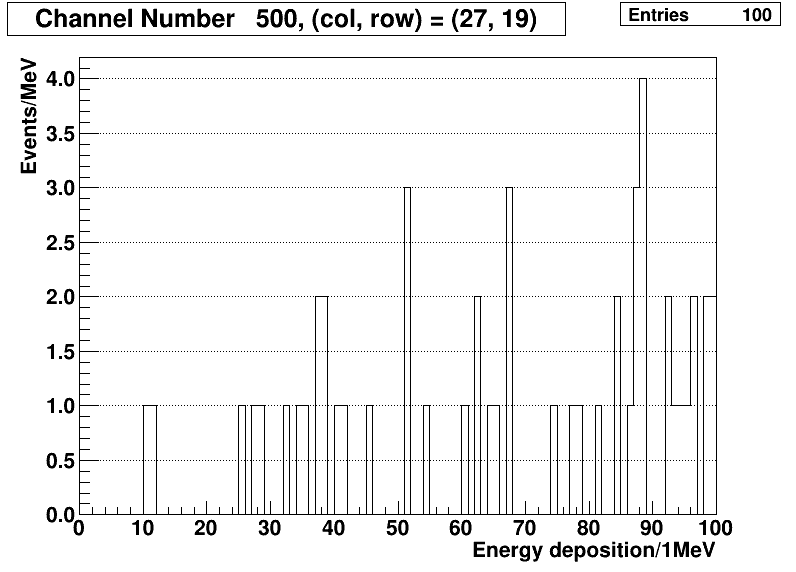 Channel Number   500, (col, row) = (27, 19)
Entries 100
Events/MeV
4.0
3.5
3.0
2.5
2.0
1.5
1.0
0.5
0.0
0 10 20 30 40 50 60 70 80 90 100
Energy deposition/1MeV